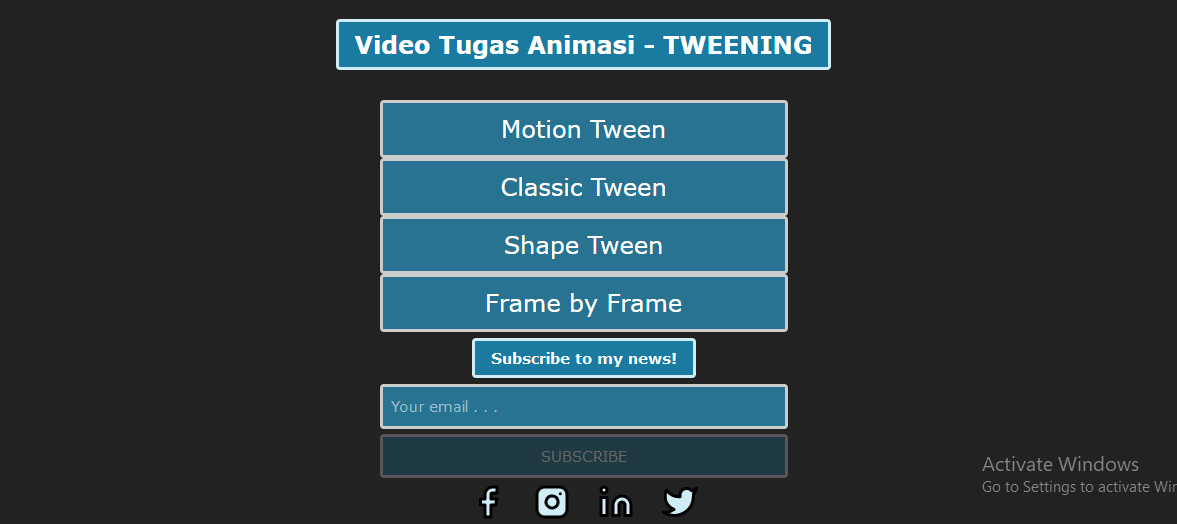 Video Tugas Animasi - TWEENING
Motion Tween
Classic Tween
Shape Tween
Frame by Frame
Subscribe to my news!
Your email . . .
SUBSCRIBE
Activate Windows
Go to Settings to activate Win